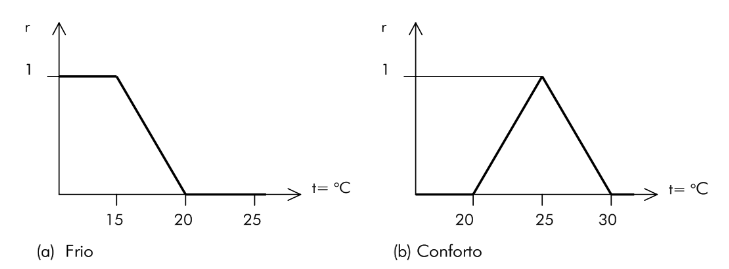 r
1
t= °C
15 20 25
(a) Frio
r
1
t= °C
20 25 30
(b) Conforto